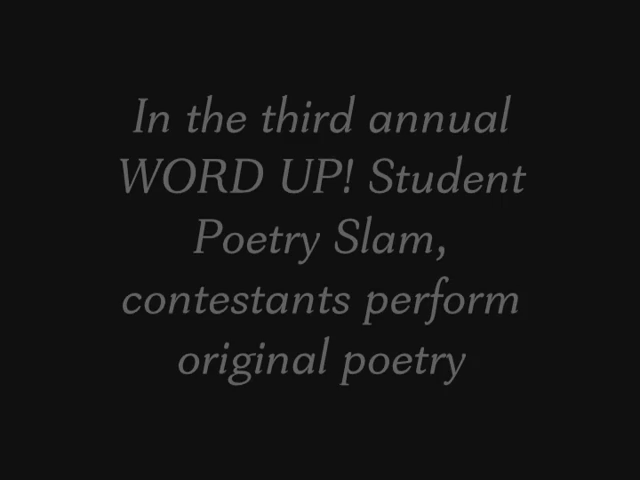 In the third annual
WORD UP! Student
Poetry Slam,
contestants perform
original poetry